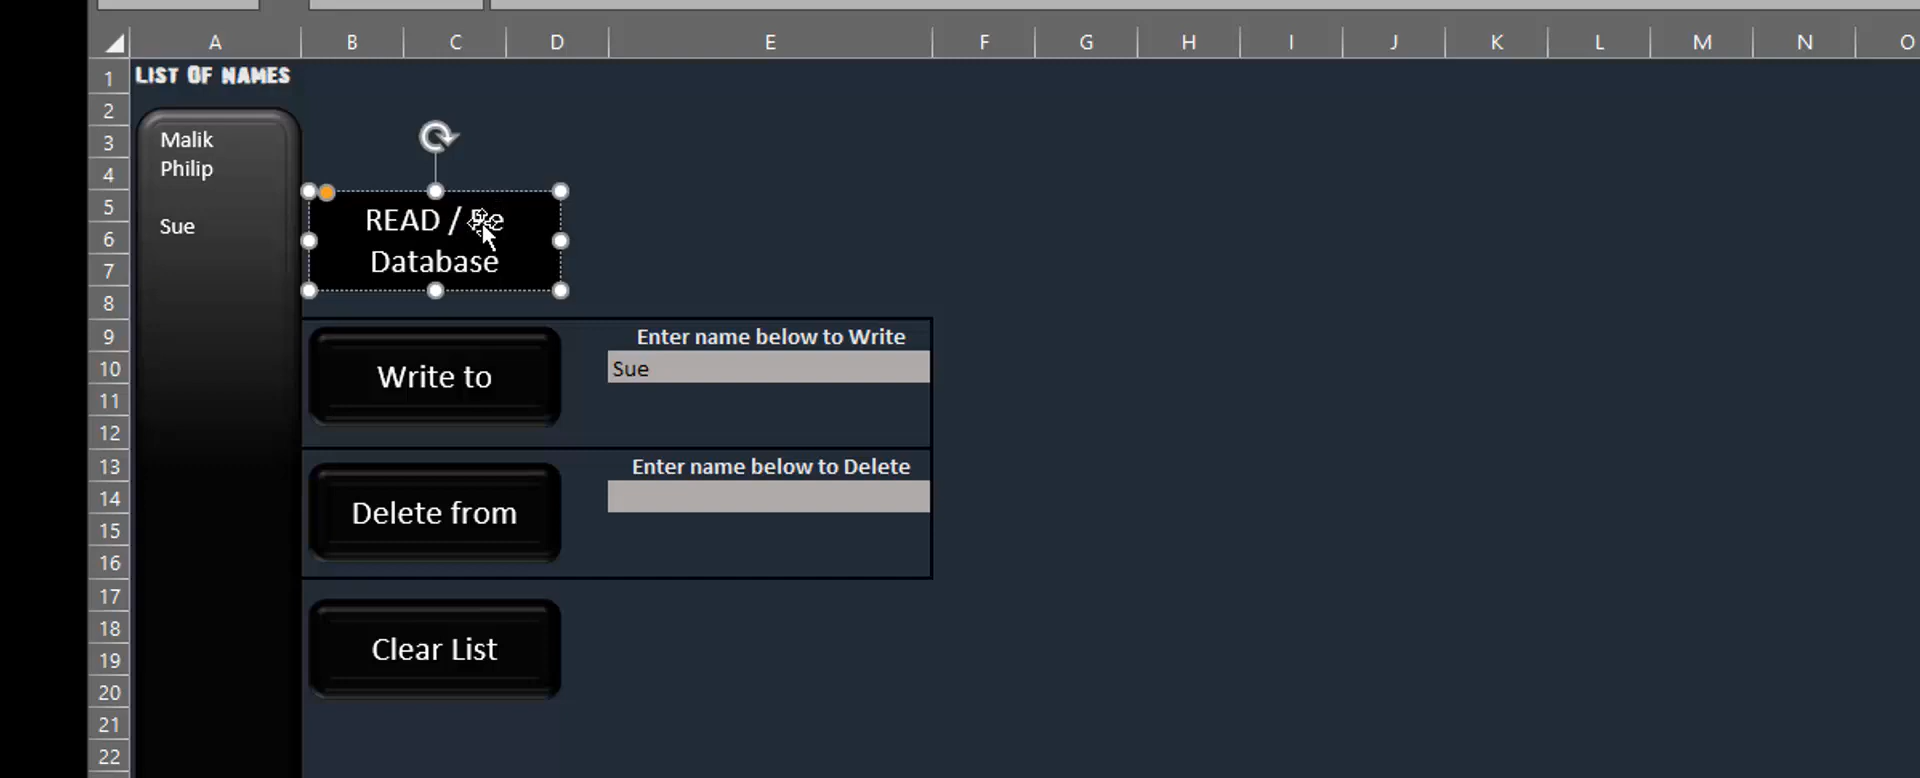 A B C D E F G H I J K L M N O
1 LIST OF NAMES
2
3 Malik
4 Philip
5
6 Sue
7
8
READ / Re
Database
9 Enter name below to Write
10 Sue
Write to
11
12
13 Enter name below to Delete
14
Delete from
15
16
17
18
Clear List
19
20
21
22